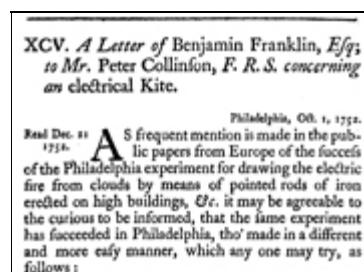 XCV. A Letter of Benjamin Franklin, Eſq;
to Mr. Peter Collinſon, F. R. S. concerning
an electrical Kite.
Philadelphia, Oct. 1, 1752.
Read Dec. 21
1752.
AS frequent mention is made in the pub-
lic papers from Europe of the ſucceſs
of the Philadelphia experiment for drawing the electric
fire from clouds by means of pointed rods of iron
erected on high buildings, &c. it may be agreeable to
the curious to be informed, that the ſame experiment
has ſucceeded in Philadelphia, tho' made in a different
and more eaſy manner, which any one may try, as
follows: